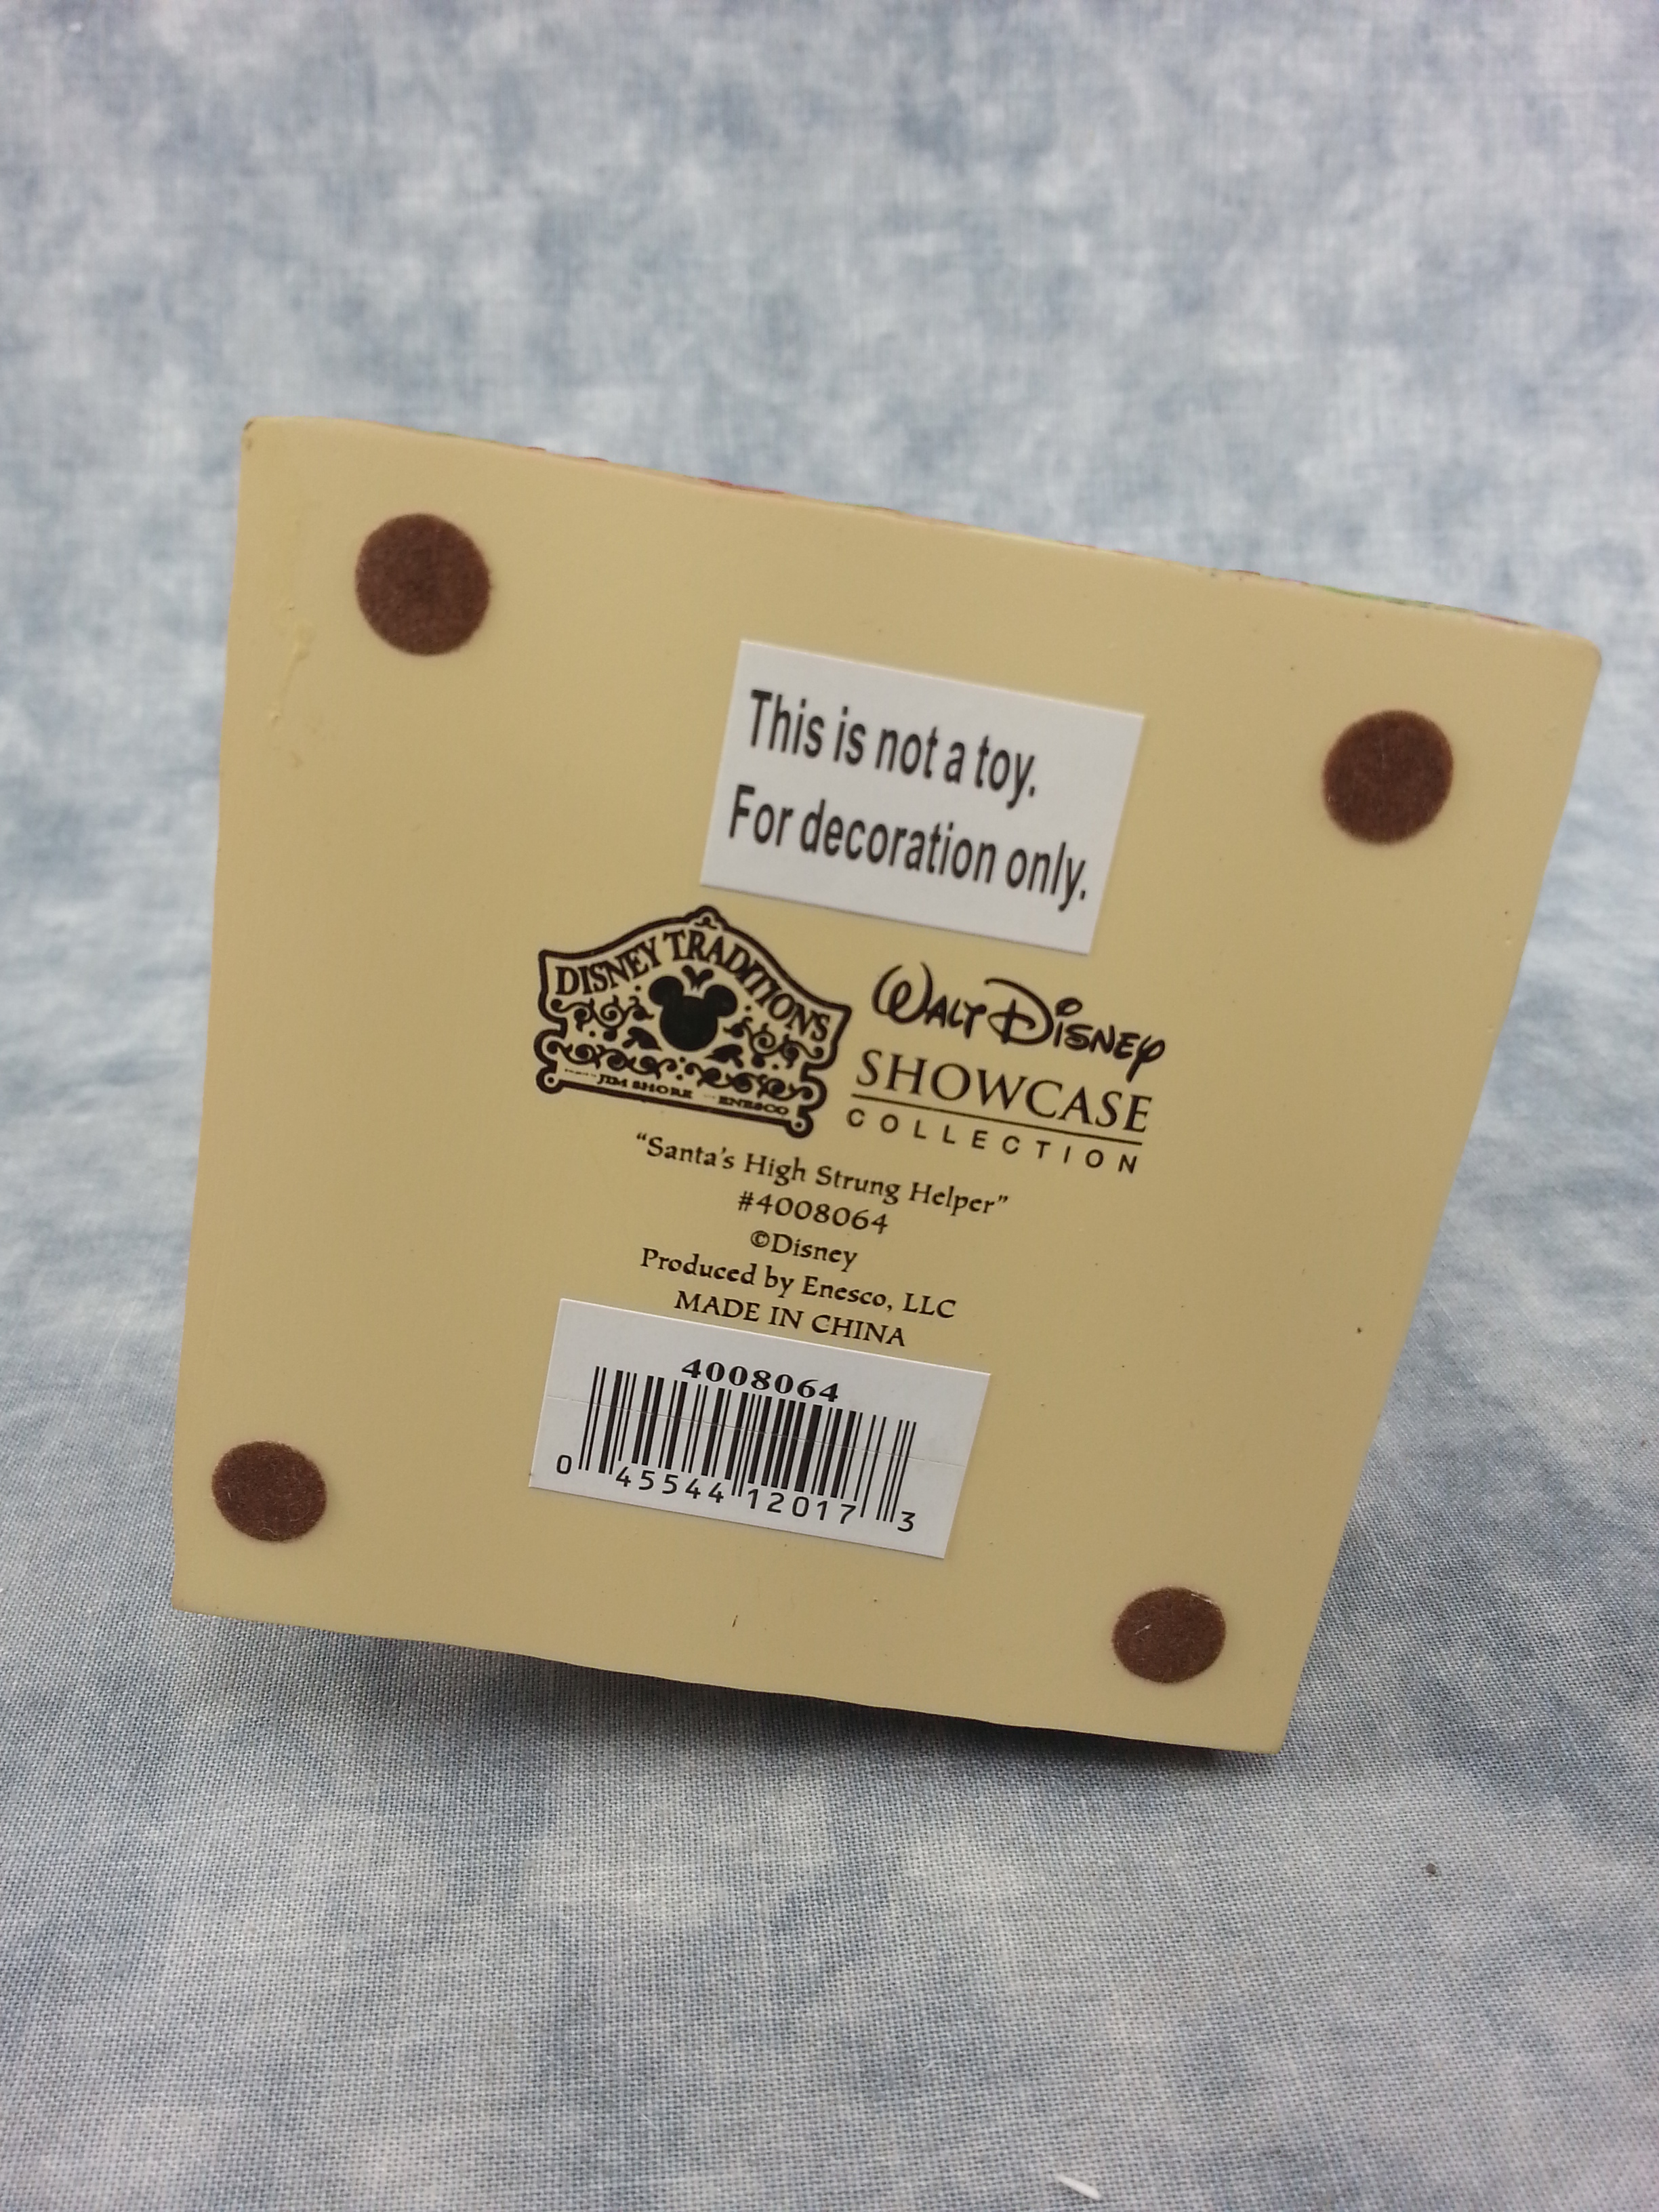 This is not a toy.
For decoration only.
DISNEY TRADITIONS
JIM SHORE ENESCO
WALT DISNEY
SHOWCASE
COLLECTION
“Santa’s High Strung Helper”
#4008064
©Disney
Produced by Enesco, LLC
MADE IN CHINA
4008064
0 45544 12017 3